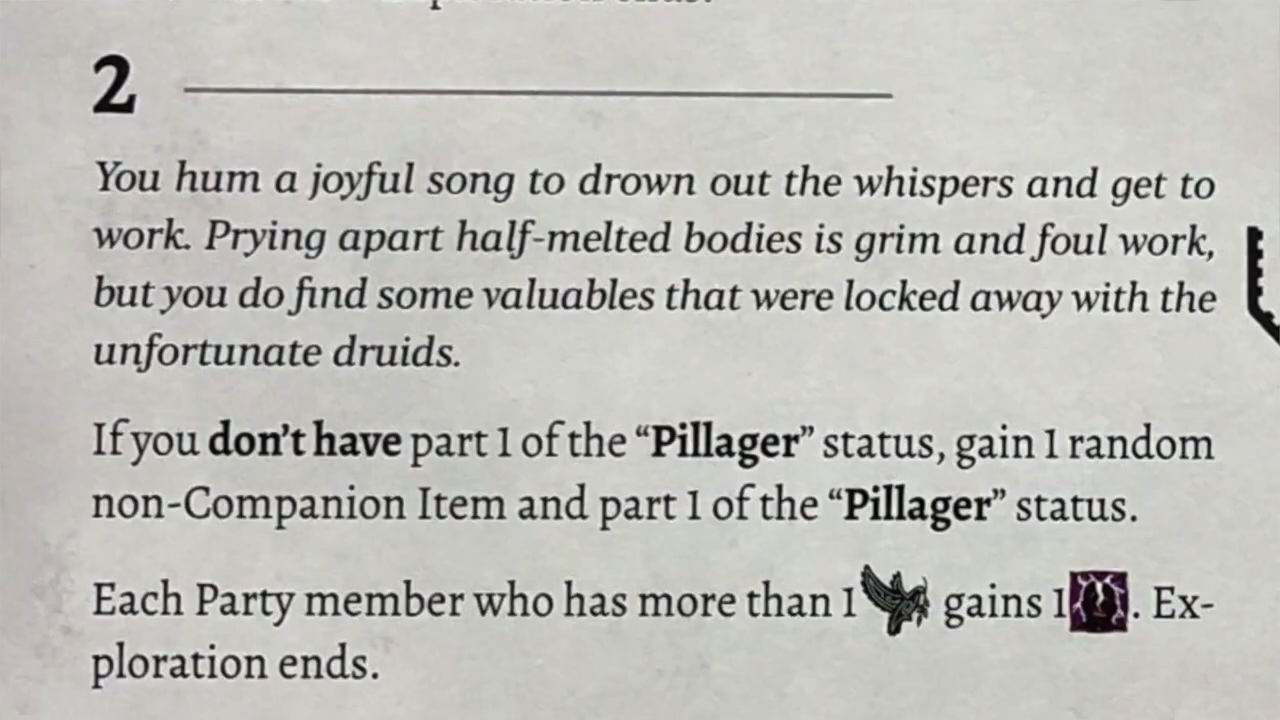 2
You hum a joyful song to drown out the whispers and get to
work. Prying apart half-melted bodies is grim and foul work,
but you do find some valuables that were locked away with the
unfortunate druids.
If you don't have part 1 of the “Pillager” status, gain 1 random
non-Companion Item and part 1 of the “Pillager” status.
Each Party member who has more than 1 gains 1. Ex-
ploration ends.